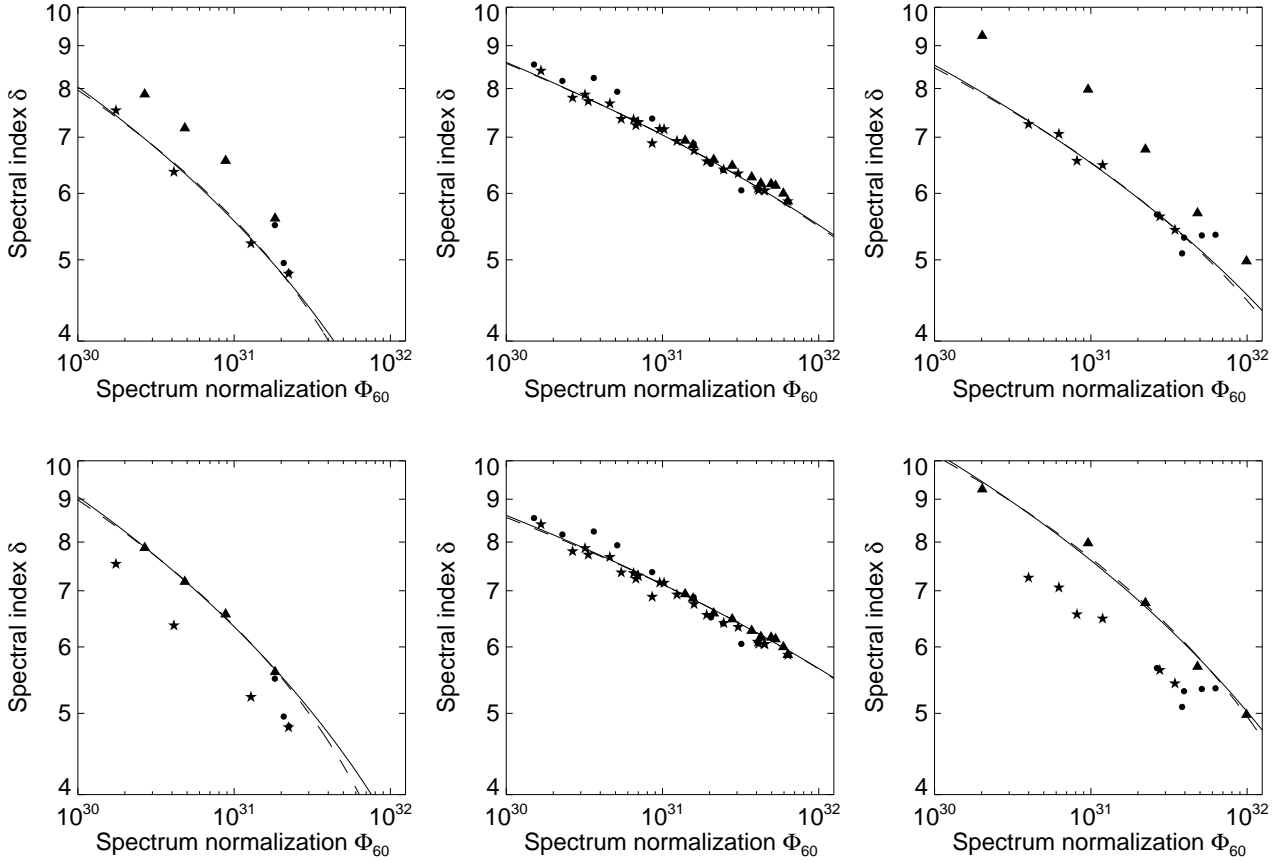 10
9
8
7
6
5
4
Spectral index δ
10^30 10^31 10^32
Spectrum normalization Φ_60
10
9
8
7
6
5
4
Spectral index δ
10^30 10^31 10^32
Spectrum normalization Φ_60
10
9
8
7
6
5
4
Spectral index δ
10^30 10^31 10^32
Spectrum normalization Φ_60
10
9
8
7
6
5
4
Spectral index δ
10^30 10^31 10^32
Spectrum normalization Φ_60
10
9
8
7
6
5
4
Spectral index δ
10^30 10^31 10^32
Spectrum normalization Φ_60
10
9
8
7
6
5
4
Spectral index δ
10^30 10^31 10^32
Spectrum normalization Φ_60